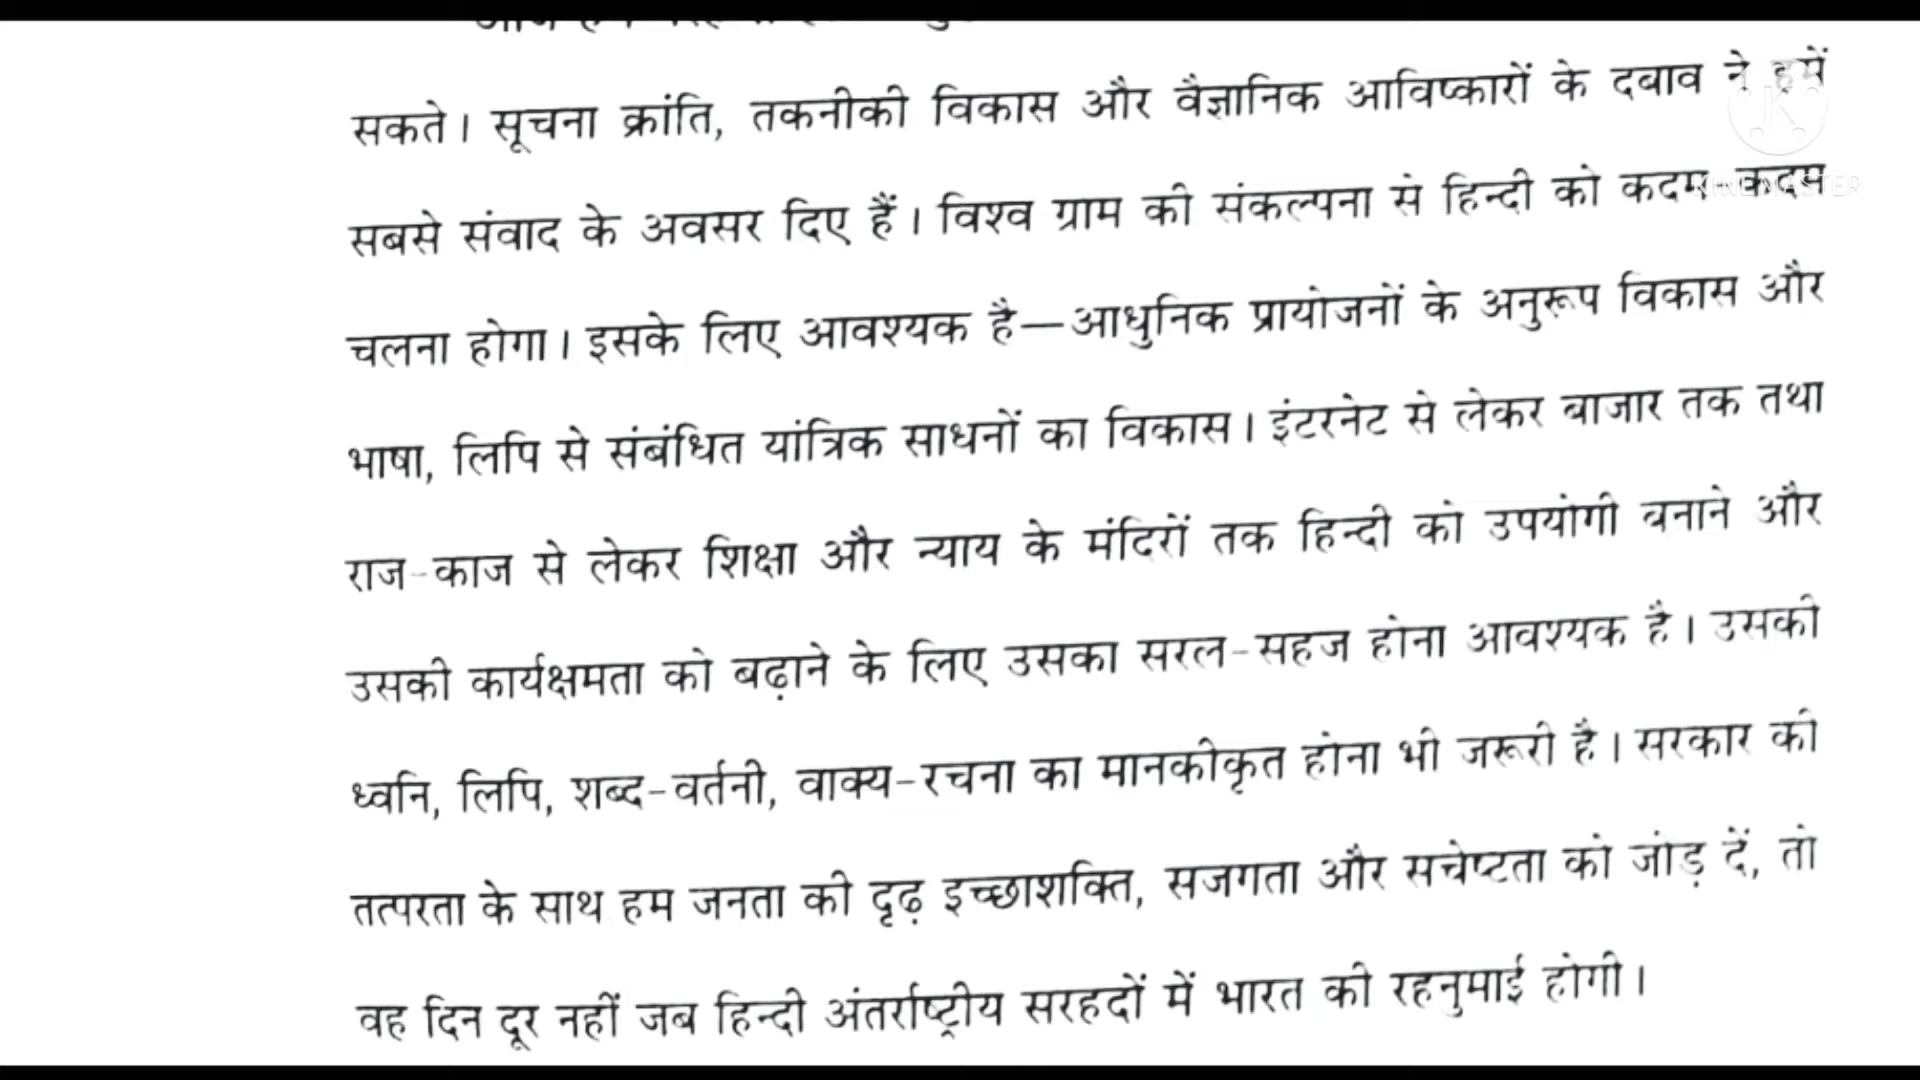 सकते। सूचना क्रांति, तकनीकी विकास और वैज्ञानिक आविष्कारों के दबाव ने हमें
सबसे संवाद के अवसर दिए हैं। विश्व ग्राम की संकल्पना से हिन्दी को कदम कदम
चलना होगा। इसके लिए आवश्यक है—आधुनिक प्रायोजनों के अनुरूप विकास और
भाषा, लिपि से संबंधित यांत्रिक साधनों का विकास। इंटरनेट से लेकर बाजार तक तथा
राज-काज से लेकर शिक्षा और न्याय के मंदिरों तक हिन्दी को उपयोगी बनाने और
उसकी कार्यक्षमता को बढ़ाने के लिए उसका सरल-सहज होना आवश्यक है। उसकी
ध्वनि, लिपि, शब्द-वर्तनी, वाक्य-रचना का मानकीकृत होना भी जरूरी है। सरकार की
तत्परता के साथ हम जनता की दृढ़ इच्छाशक्ति, सजगता और सचेष्टता को जोड़ दें, तो
वह दिन दूर नहीं जब हिन्दी अंतर्राष्ट्रीय सरहदों में भारत की रहनुमाई होगी।
KINEMASTER